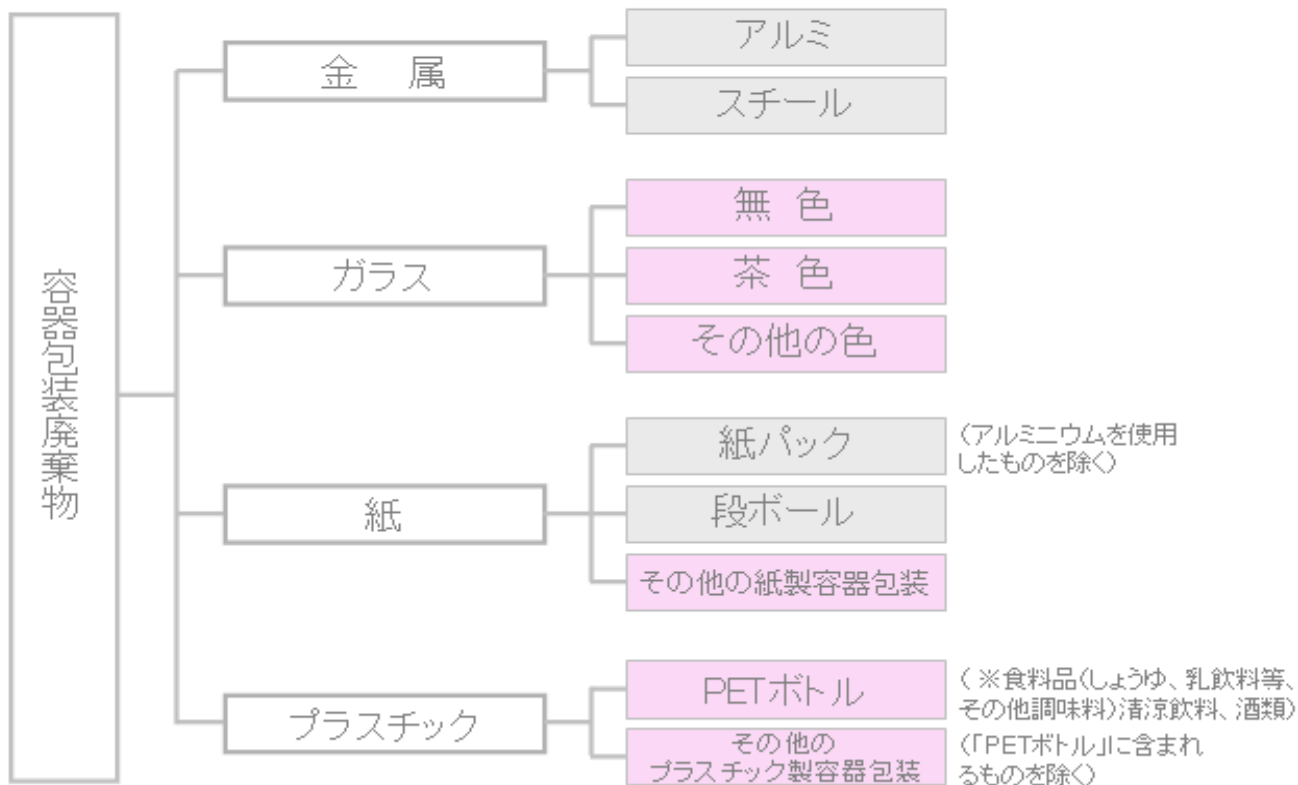 容器包装廃棄物
金　属
アルミ
スチール
ガラス
無 色
茶 色
その他の色
紙
紙パック
（アルミニウムを使用
したものを除く）
段ボール
その他の紙製容器包装
プラスチック
PETボトル
（ ※食料品（しょうゆ、乳飲料等、
その他調味料）清涼飲料、酒類）
その他の
プラスチック製容器包装
（「PETボトル」に含まれ
るものを除く）